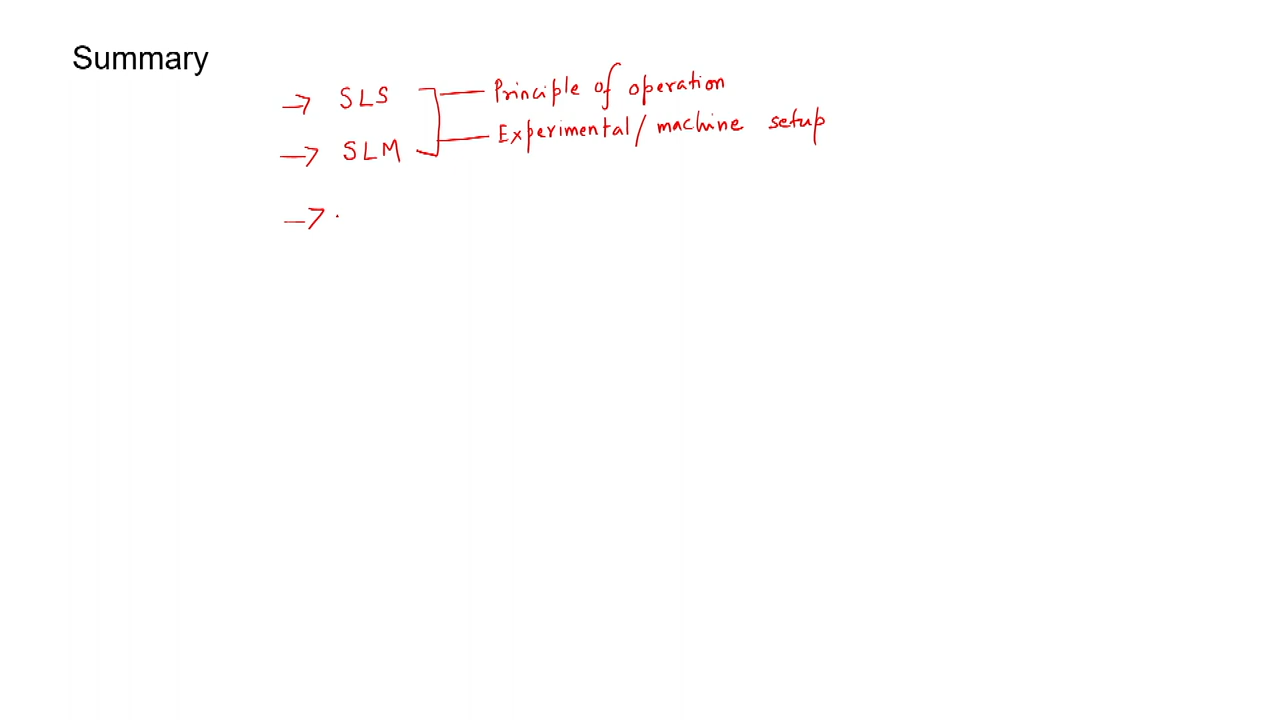 Summary
→ SLS — Principle of operation
→ SLM — Experimental/machine setup
→